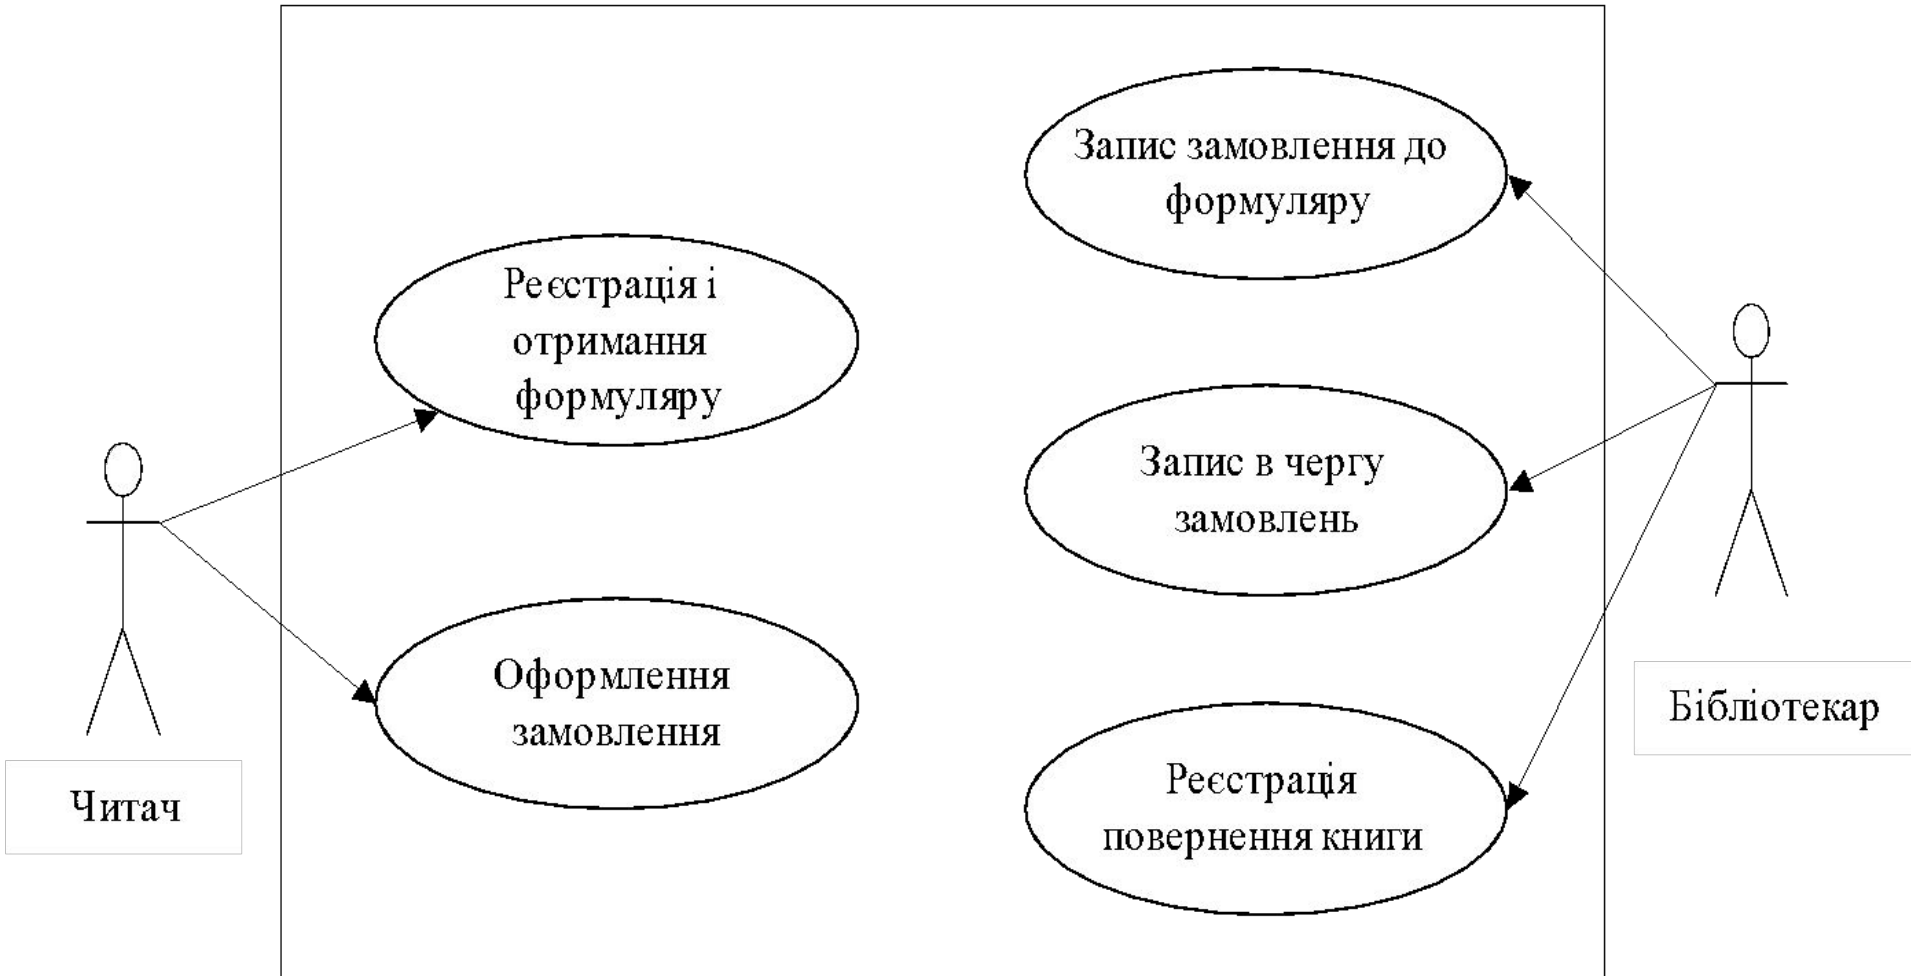 Запис замовлення до
формуляру
Реєстрація і
отримання
формуляру
Запис в чергу
замовлень
Оформлення
замовлення
Реєстрація
повернення книги
Читач
Бібліотекар